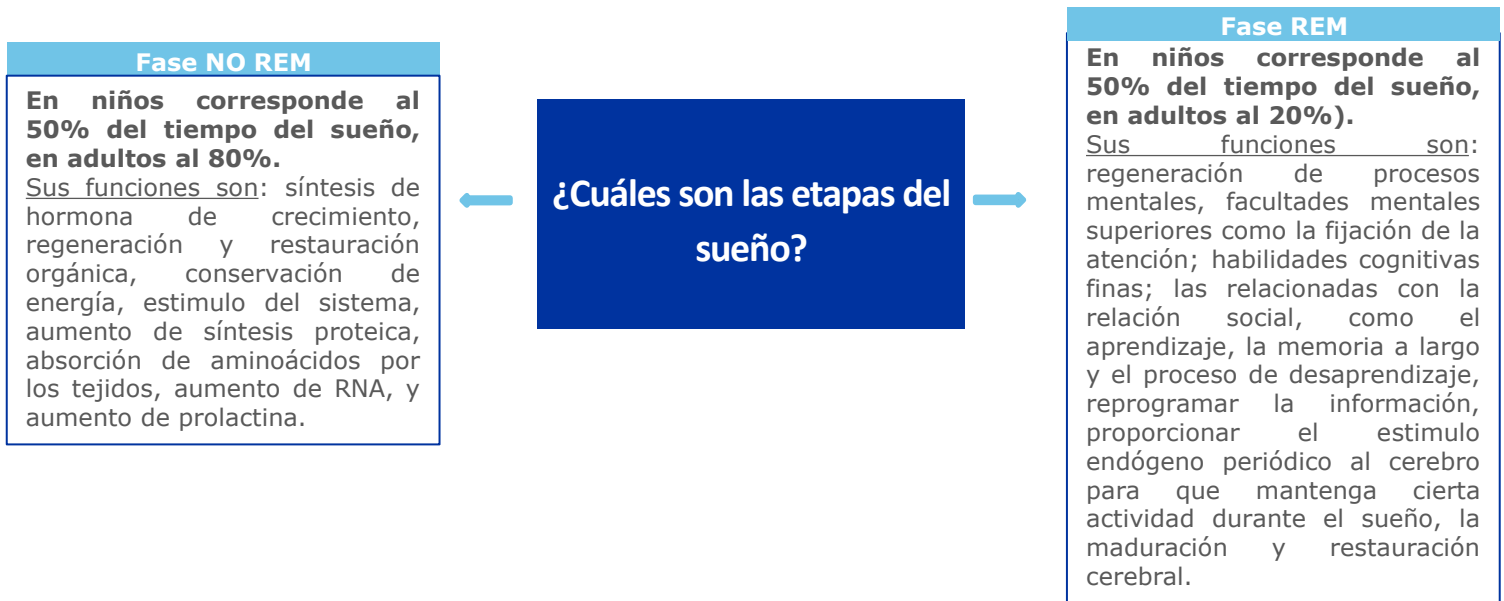 Fase NO REM
En niños corresponde al
50% del tiempo del sueño,
en adultos al 80%.
Sus funciones son: síntesis de
hormona de crecimiento,
regeneración y restauración
orgánica, conservación de
energía, estimulo del sistema,
aumento de síntesis proteica,
absorción de aminoácidos por
los tejidos, aumento de RNA, y
aumento de prolactina.
¿Cuáles son las etapas del
sueño?
Fase REM
En niños corresponde al
50% del tiempo del sueño,
en adultos al 20%).
Sus funciones son:
regeneración de procesos
mentales, facultades mentales
superiores como la fijación de la
atención; habilidades cognitivas
finas; las relacionadas con la
relación social, como el
aprendizaje, la memoria a largo
y el proceso de desaprendizaje,
reprogramar la información,
proporcionar el estimulo
endógeno periódico al cerebro
para que mantenga cierta
actividad durante el sueño, la
maduración y restauración
cerebral.